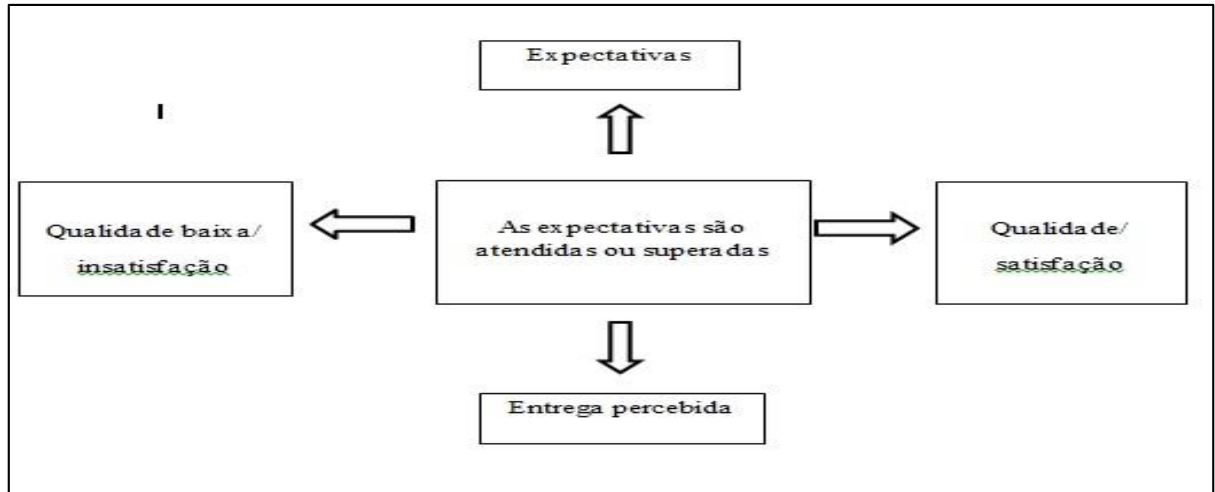 Expectativas
Qualidade baixa/
insatisfação
As expectativas são
atendidas ou superadas
Qualidade/
satisfação
Entrega percebida